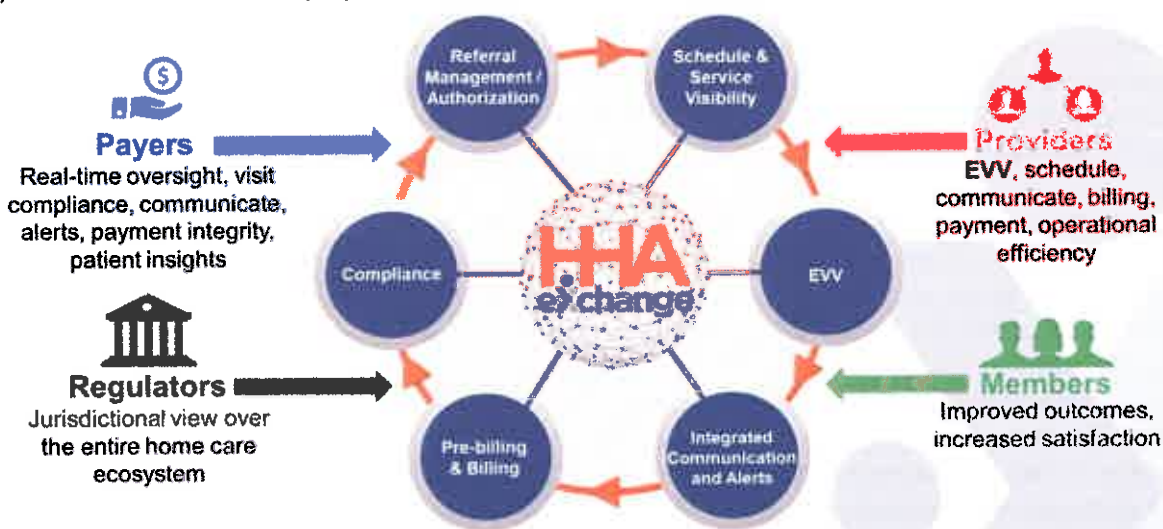 Referral
Management /
Authorization
Schedule &
Service
Visibility
$
Payers
Real-time oversight, visit
compliance, communicate,
alerts, payment integrity,
patient insights
Providers
EVV, schedule,
communicate, billing,
payment, operational
efficiency
Compliance
HHA
exchange
EVV
Regulators
Jurisdictional view over
the entire home care
ecosystem
Members
Improved outcomes,
increased satisfaction
Pre-billing
& Billing
Integrated
Communication
and Alerts